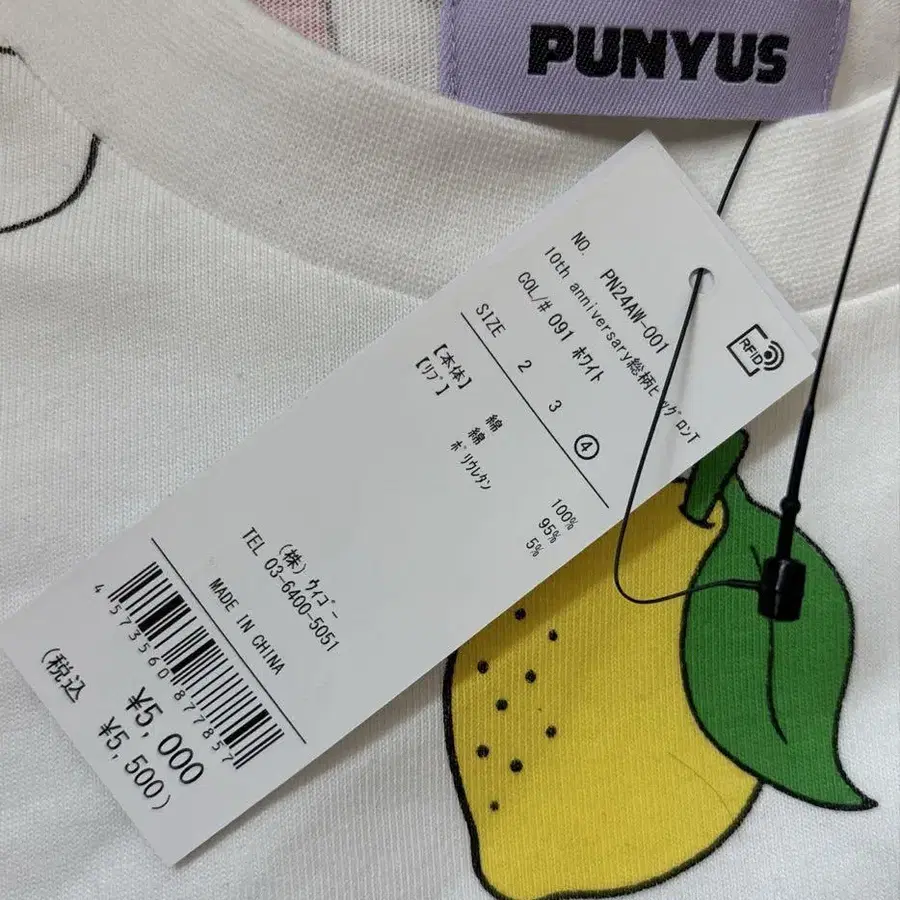 PUNYUS
NO. PN24AW-001
10th anniversary総柄ビッグロンT
COL/# 091 ホワイト
SIZE 2 3 ④
【本体】 綿 100%
【リブ】 綿 95%
ポリウレタン 5%
RFID
(株)ウィゴー
TEL 03-6400-5051
MADE IN CHINA
4573560877857
¥5,000
(税込 ¥5,500)